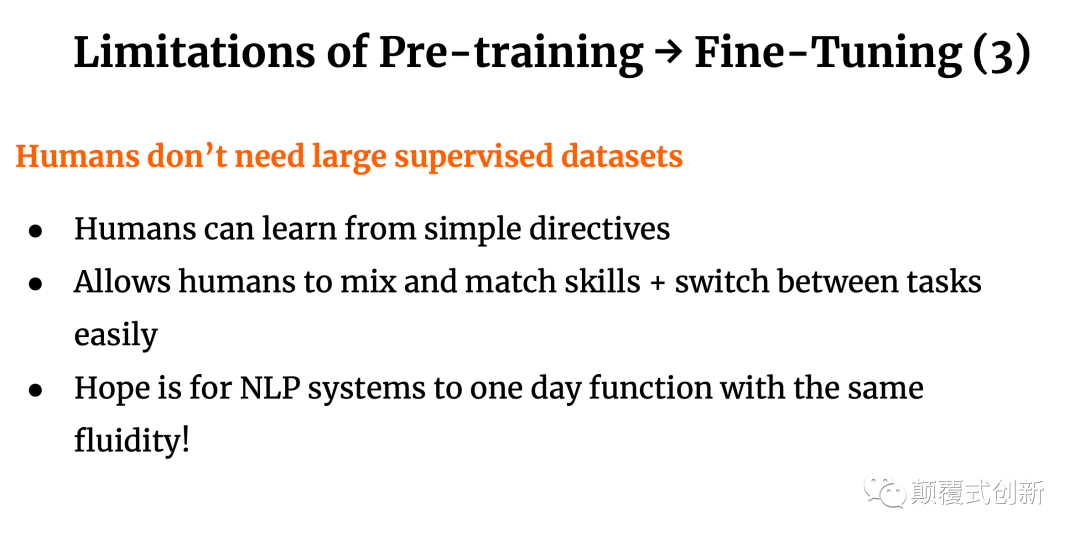 Limitations of Pre-training → Fine-Tuning (3)
Humans don’t need large supervised datasets
● Humans can learn from simple directives
● Allows humans to mix and match skills + switch between tasks
easily
● Hope is for NLP systems to one day function with the same
fluidity!
颠覆式创新